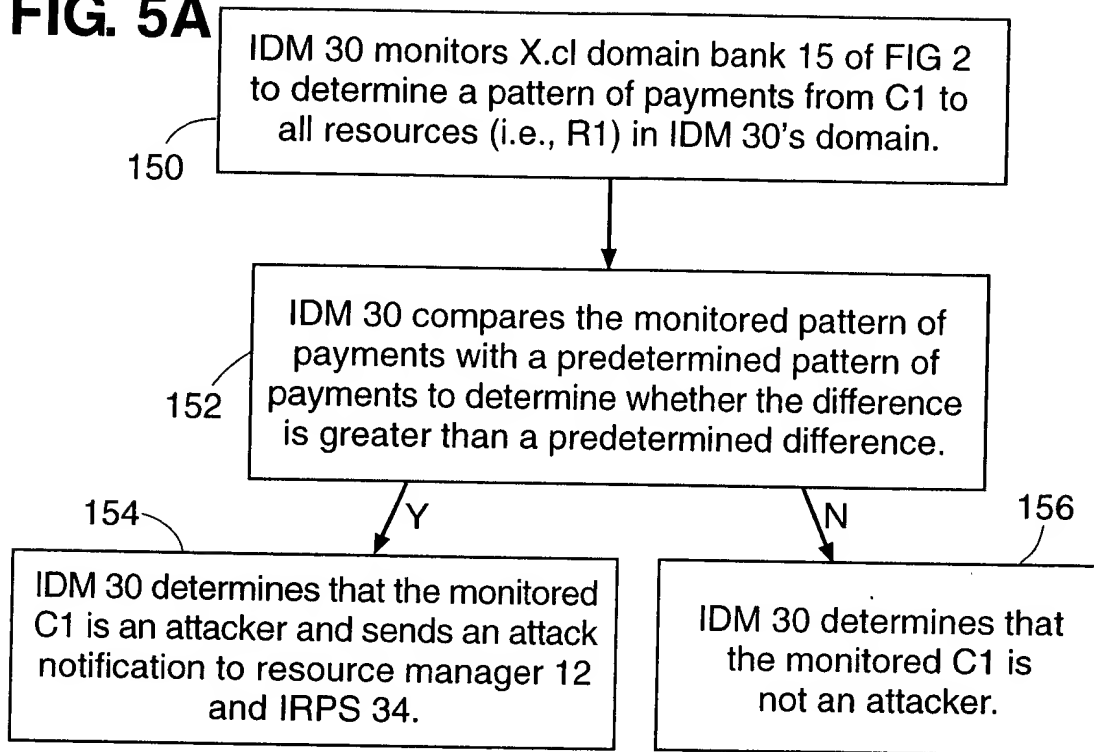 FIG. 5A
IDM 30 monitors X.cl domain bank 15 of FIG 2
to determine a pattern of payments from C1 to
all resources (i.e., R1) in IDM 30's domain.
150
IDM 30 compares the monitored pattern of
payments with a predetermined pattern of
payments to determine whether the difference
is greater than a predetermined difference.
152
Y
N
154
156
IDM 30 determines that the monitored
C1 is an attacker and sends an attack
notification to resource manager 12
and IRPS 34.
IDM 30 determines that
the monitored C1 is
not an attacker.